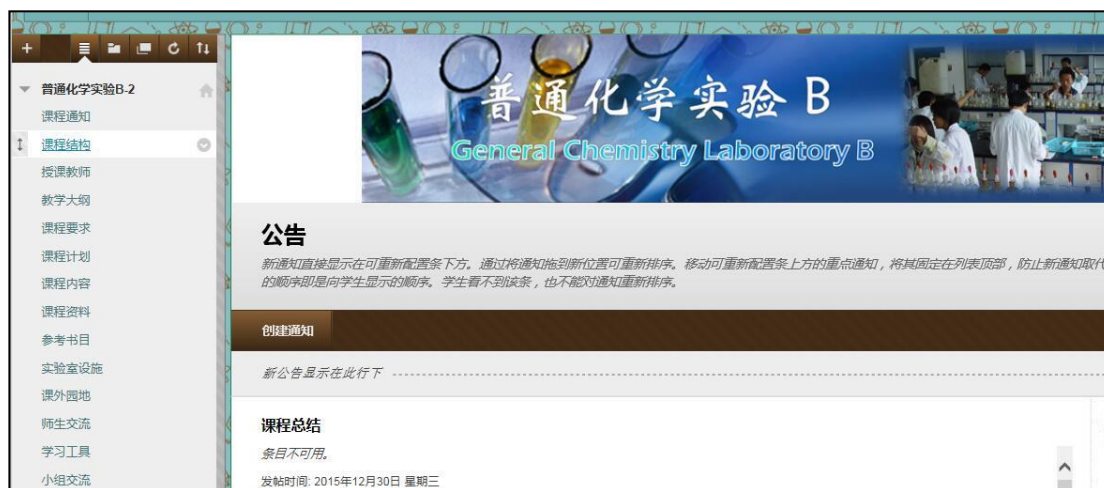 普通化学实验B-2
课程通知
课程结构
授课教师
教学大纲
课程要求
课程计划
课程内容
课程资料
参考书目
实验室设施
课外园地
师生交流
学习工具
小组交流
普通化学实验 B
General Chemistry Laboratory B
公告
新通知直接显示在可重新配置条下方。通过将通知拖到新位置可重新排序。移动可重新配置条上方的重点通知，将其固定在列表顶部，防止新通知取代
的顺序即是向学生显示的顺序。学生看不到该条，也不能对通知重新排序。
创建通知
新公告显示在此行下
课程总结
条目不可用。
发帖时间: 2015年12月30日 星期三